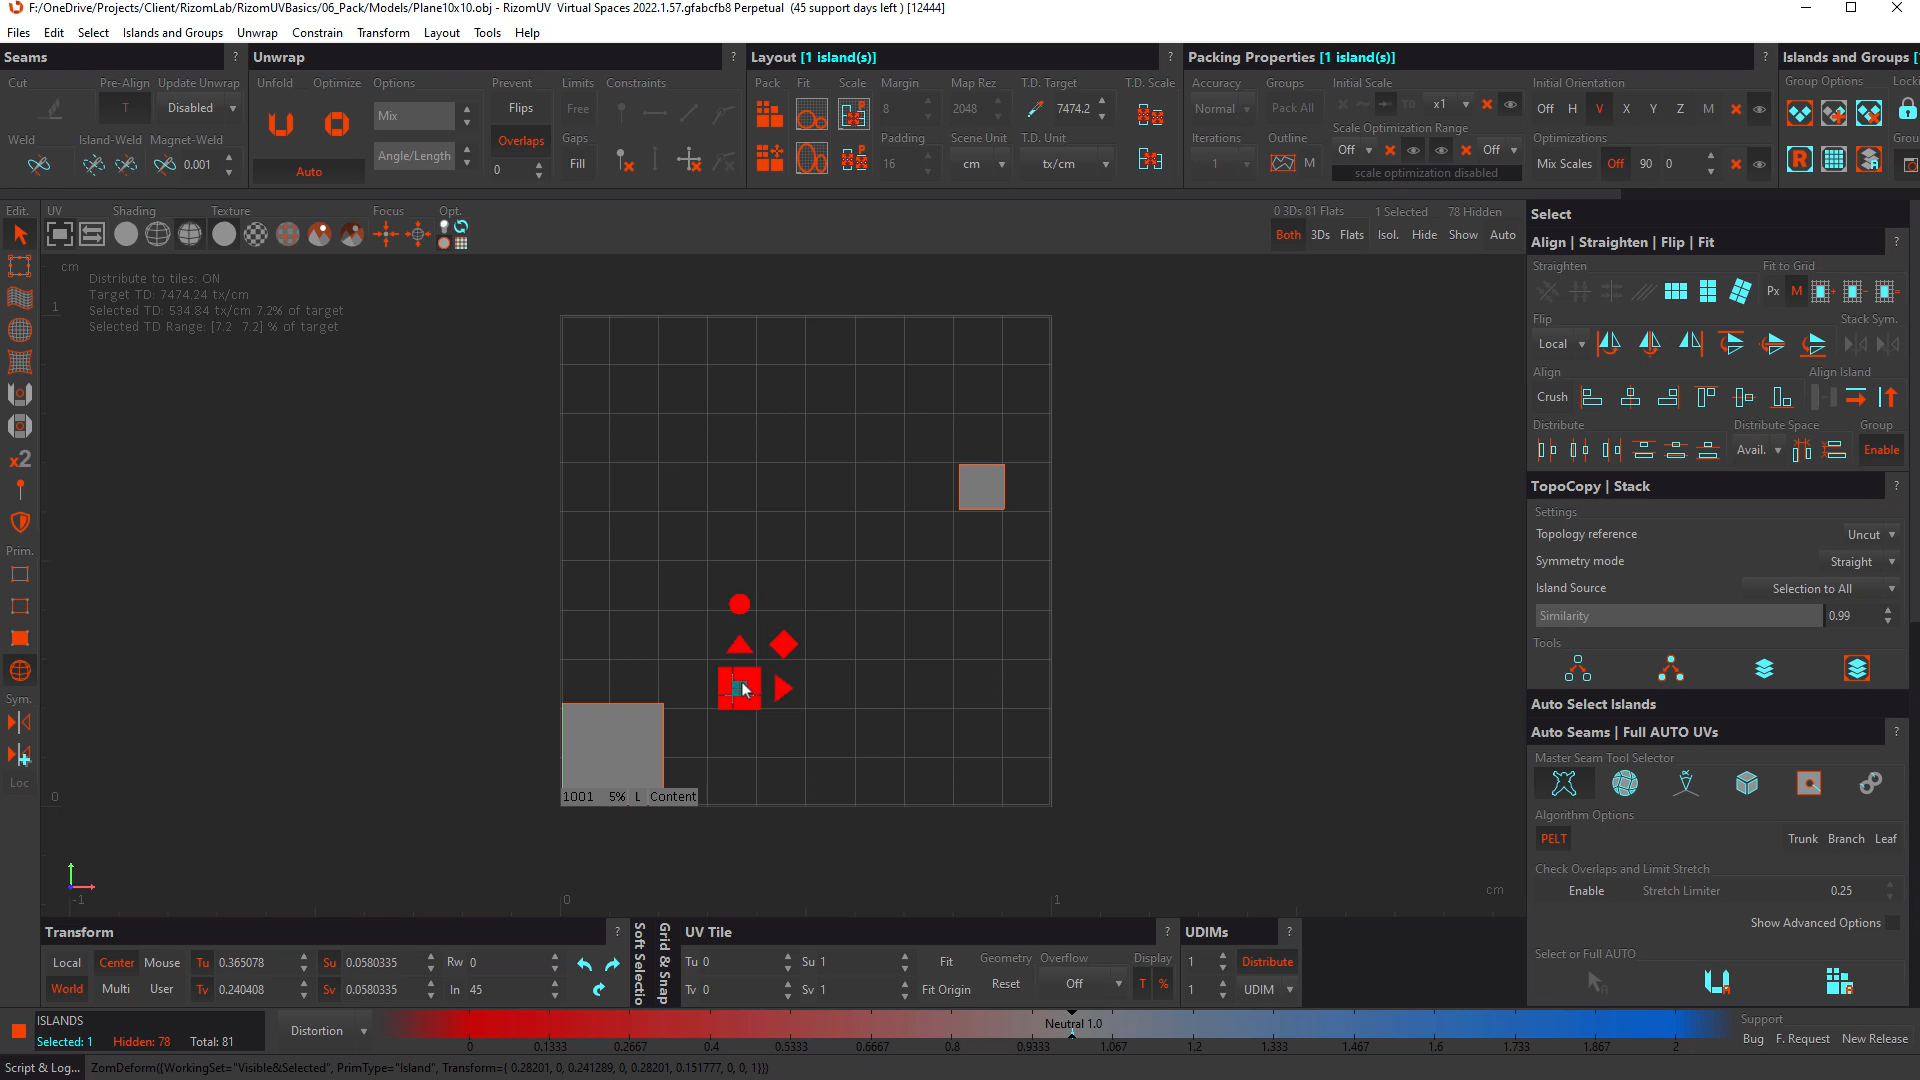 F:/OneDrive/Projects/Client/RizomLab/RizomUVBasics/06_Pack/Models/Plane10x10.obj - RizomUV Virtual Spaces 2022.1.57.gfabcfb8 Perpetual (45 support days left ) [12444]
Files Edit Select Islands and Groups Unwrap Constrain Transform Layout Tools Help
Seams ? Unwrap ? Layout [1 island(s)] ? Packing Properties [1 island(s)] ? Islands and Groups [
Cut Pre-Align Update Unwrap Unfold Optimize Options Prevent Limits Constraints Pack Fit Scale Margin Map Rez T.D. Target T.D. Scale Accuracy Groups Initial Scale Initial Orientation Group Options Locki
T Disabled Mix Flips Free 8 2048 7474.2 Normal Pack All TD x1 Off H V X Y Z M
Weld Island-Weld Magnet-Weld Overlaps Gaps Padding Scene Unit T.D. Unit Iterations Outline Scale Optimization Range Optimizations Grou
0.001 Auto Angle/Length 0 Fill 16 cm tx/cm 1 M Off Off Mix Scales Off 90 0
scale optimization disabled
Edit. UV Shading Texture Focus Opt. 0 3Ds 81 Flats 1 Selected 78 Hidden Select
Both 3Ds Flats Isol. Hide Show Auto Align | Straighten | Flip | Fit ?
cm
Distribute to tiles: ON
Target TD: 7474.24 tx/cm
Selected TD: 534.84 tx/cm 7.2% of target
Selected TD Range: [7.2 7.2] % of target
1
Straighten Fit to Grid
Px M
Flip Stack Sym.
Local
Align Align Island
Crush
Distribute Distribute Space Group
Avail. Enable
x2
TopoCopy | Stack ?
Settings
Topology reference Uncut
Symmetry mode Straight
Island Source Selection to All
Similarity 0.99
Tools
Prim.
Sym.
Loc
Auto Select Islands
Auto Seams | Full AUTO UVs ?
Master Seam Tool Selector
0 1001 5% L Content
Algorithm Options
PELT Trunk Branch Leaf
Check Overlaps and Limit Stretch
Enable Stretch Limiter 0.25
Show Advanced Options
Select or Full AUTO
-1 0 1 cm
Transform ? Soft Selectio Grid & Snap UV Tile ? UDIMs ?
Local Center Mouse Tu 0.365078 Su 0.0580335 Rw 0 Tu 0 Su 1 Fit Geometry Overflow Display 1 Distribute
World Multi User Tv 0.240408 Sv 0.0580335 In 45 Tv 0 Sv 1 Fit Origin Reset Off T % 1 UDIM
ISLANDS
Selected: 1 Hidden: 78 Total: 81
Distortion Neutral 1.0
0 0.1333 0.2667 0.4 0.5333 0.6667 0.8 0.9333 1.067 1.2 1.333 1.467 1.6 1.733 1.867 2
Support
Bug F. Request New Release
Script & Log... ZomDeform({WorkingSet="Visible&Selected", PrimType="Island", Transform={ 0.28201, 0, 0.241289, 0, 0.28201, 0.151777, 0, 0, 1}})